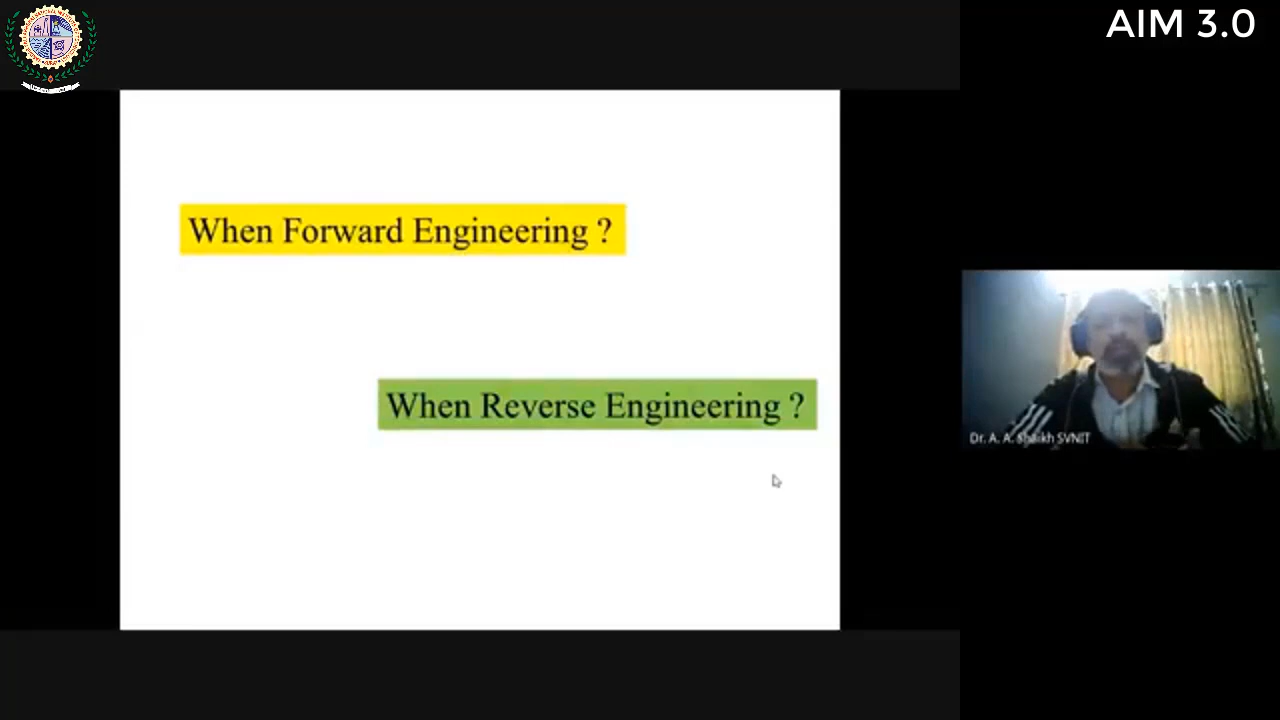 AIM 3.0
When Forward Engineering ?
When Reverse Engineering ?
Dr. A. A. Shaikh SVNIT